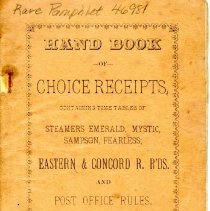 Rare Pamphlet 46951
HAND BOOK
—OF—
CHOICE RECEIPTS,
CONTAINING TIME TABLES OF
STEAMERS EMERALD, MYSTIC,
SAMPSON, FEARLESS;
EASTERN & CONCORD R. R'DS.
AND
POST OFFICE RULES.